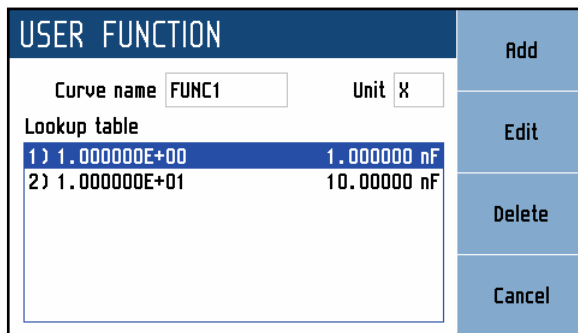 USER FUNCTION
Curve name FUNC1 Unit X
Lookup table
1) 1.000000E+00 1.000000 nF
2) 1.000000E+01 10.00000 nF
Add
Edit
Delete
Cancel